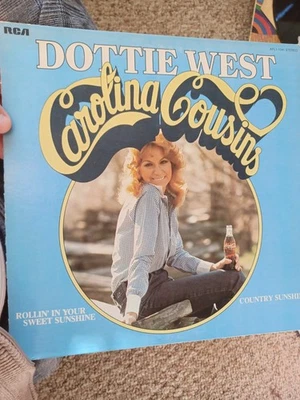 RCA
DOTTIE WEST
Carolina Cousins
ROLLIN' IN YOUR
SWEET SUNSHINE
COUNTRY SUNSHI